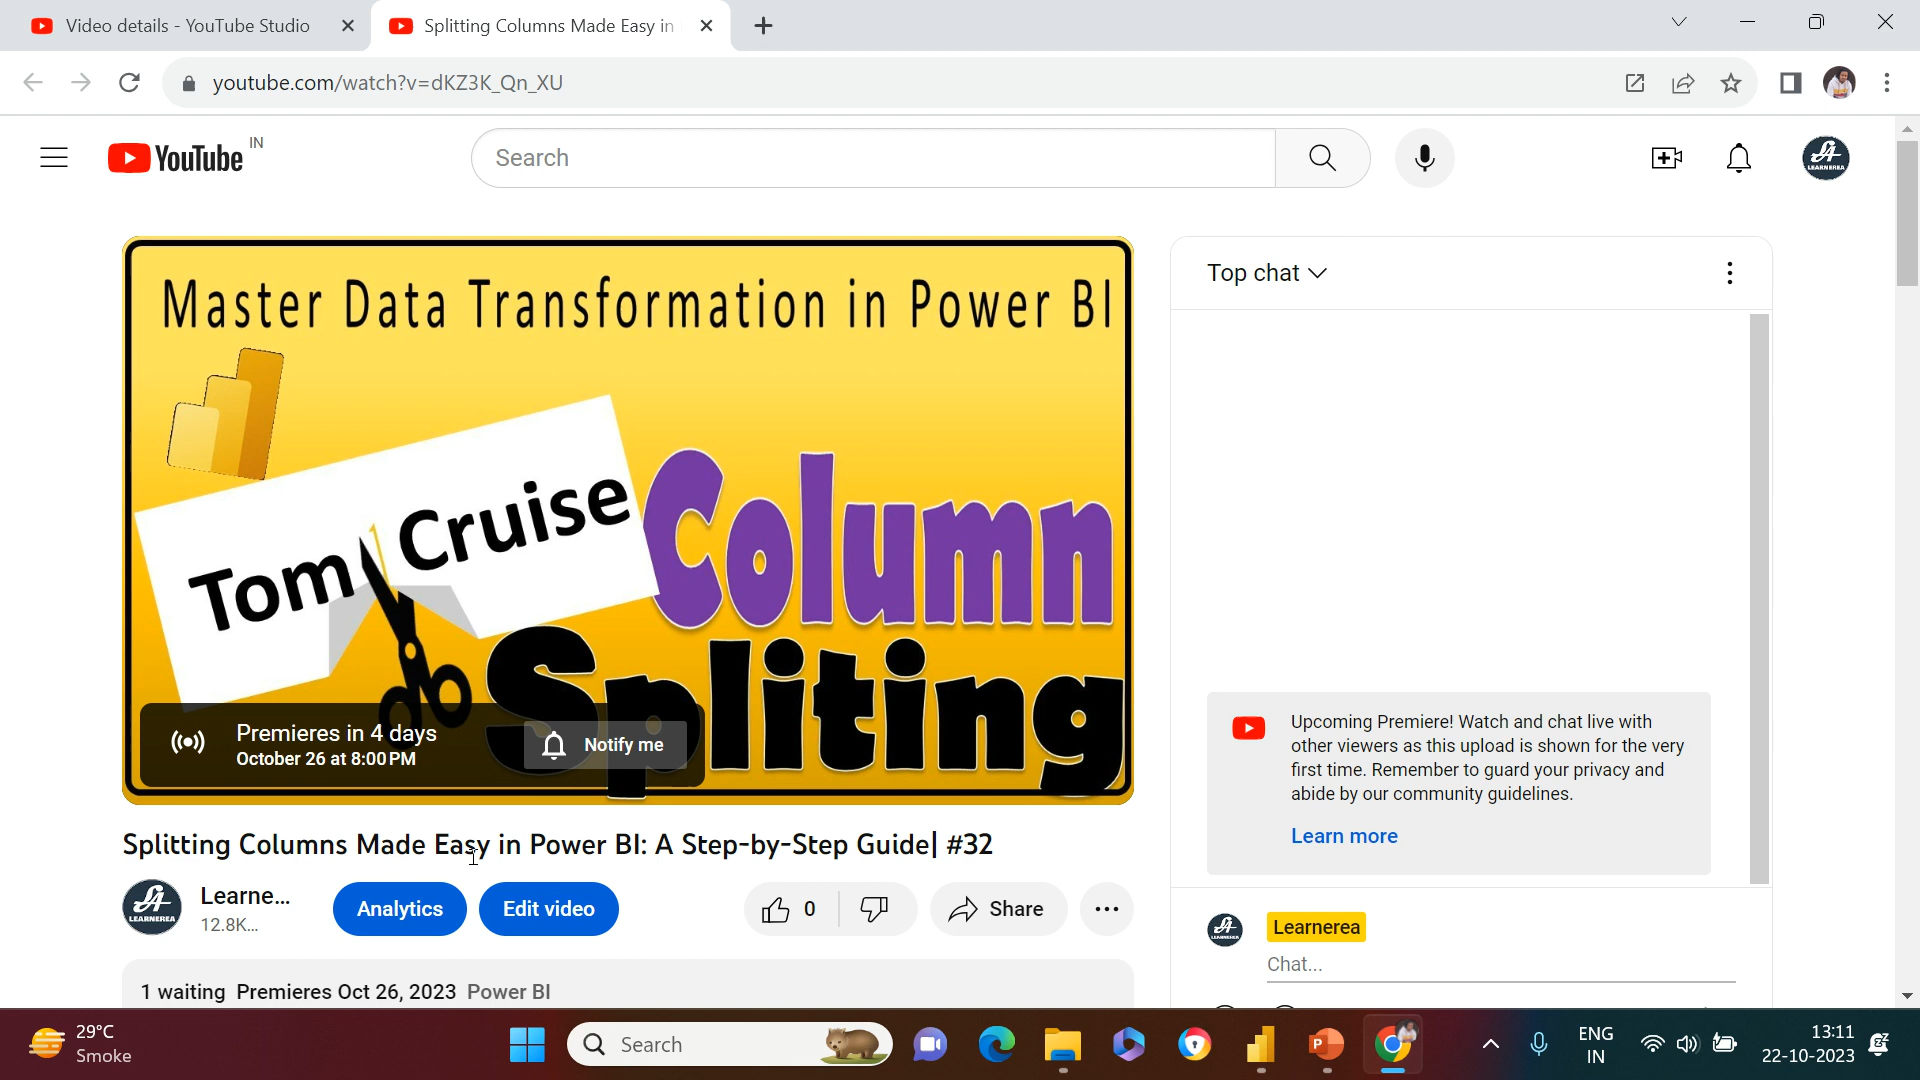 Video details - YouTube Studio
Splitting Columns Made Easy in
youtube.com/watch?v=dKZ3K_Qn_XU
YouTube IN
Search
LEARNEREA
Master Data Transformation in Power BI
Tom Cruise
Column
Spliting
Premieres in 4 days
October 26 at 8:00 PM
Notify me
Top chat
Upcoming Premiere! Watch and chat live with
other viewers as this upload is shown for the very
first time. Remember to guard your privacy and
abide by our community guidelines.
Learn more
Splitting Columns Made Easy in Power BI: A Step-by-Step Guide| #32
LEARNEREA
Learne...
12.8K...
Analytics
Edit video
0
Share
Learnerea
Chat...
1 waiting Premieres Oct 26, 2023 Power BI
29°C
Smoke
Search
P
ENG
IN
13:11
22-10-2023